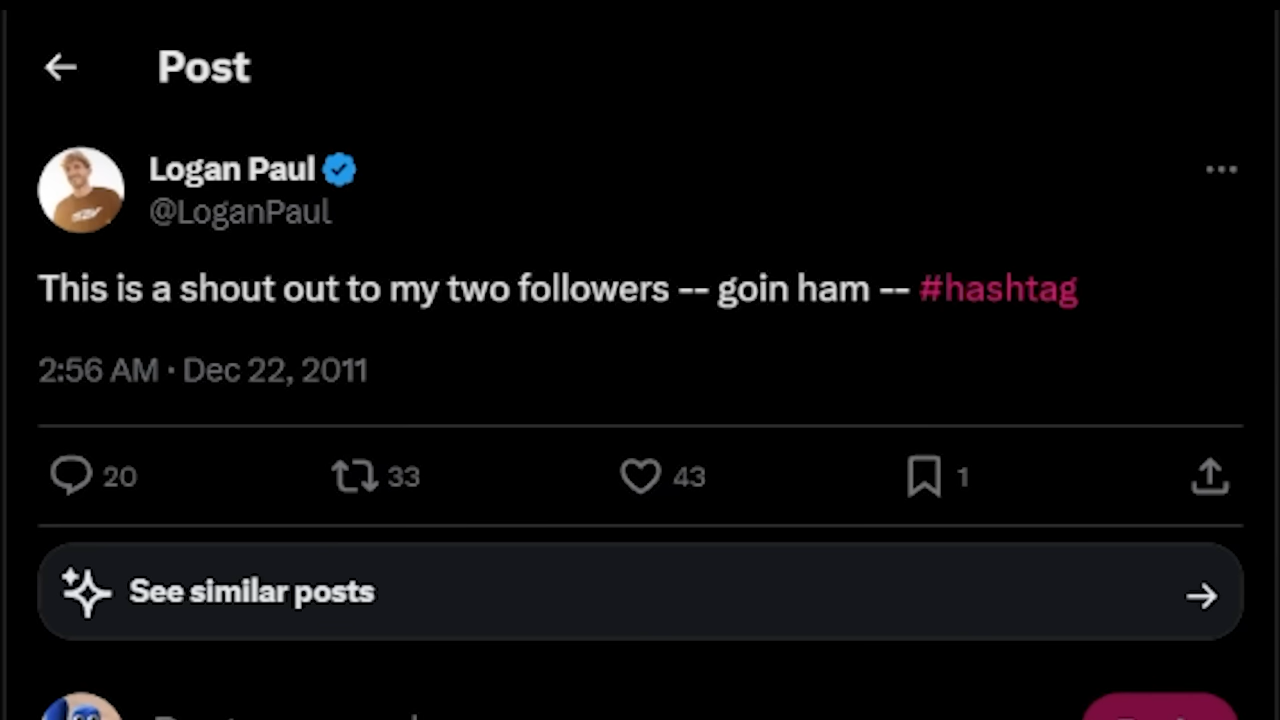 Post
Logan Paul
@LoganPaul
This is a shout out to my two followers -- goin ham -- #hashtag
2:56 AM · Dec 22, 2011
20 33 43 1
See similar posts